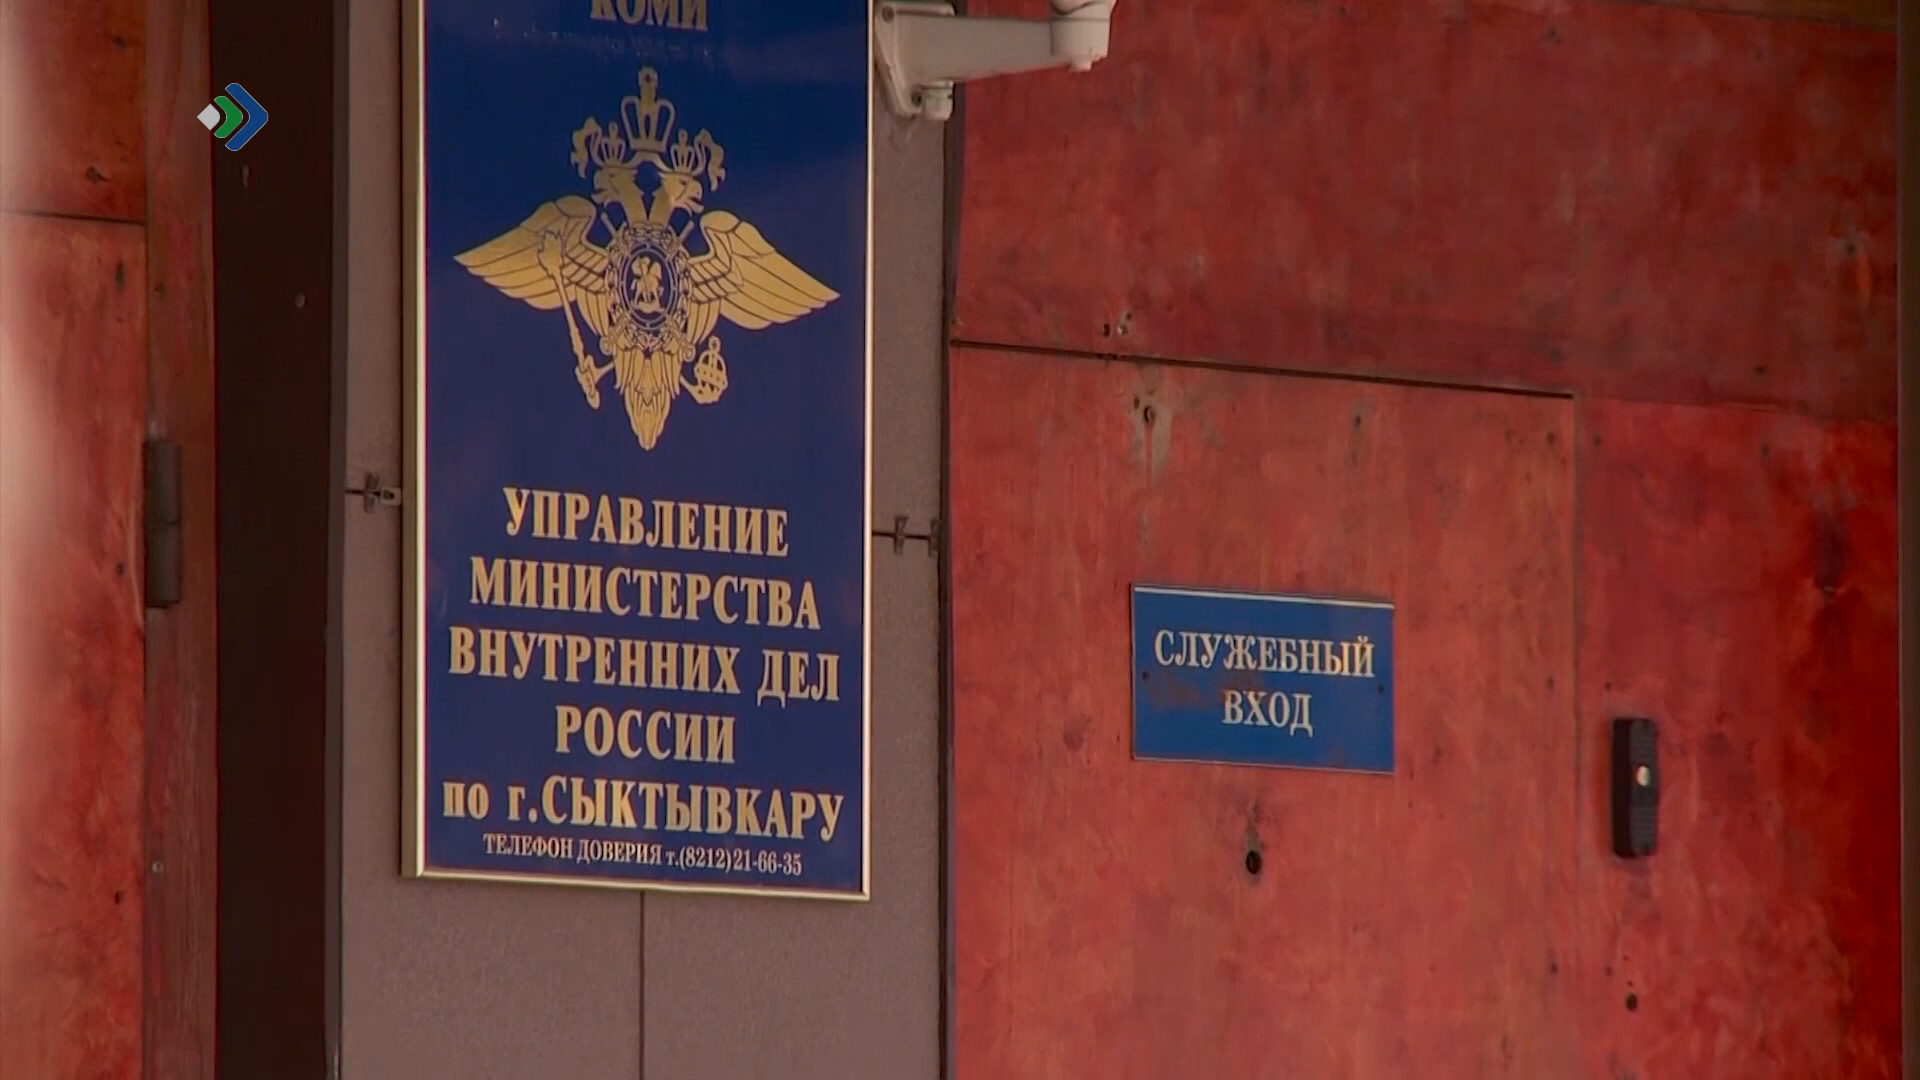 КОМИ
УПРАВЛЕНИЕ
МИНИСТЕРСТВА
ВНУТРЕННИХ ДЕЛ
РОССИИ
по г.СЫКТЫВКАРУ
ТЕЛЕФОН ДОВЕРИЯ т.(8212)21-66-35
СЛУЖЕБНЫЙ
ВХОД